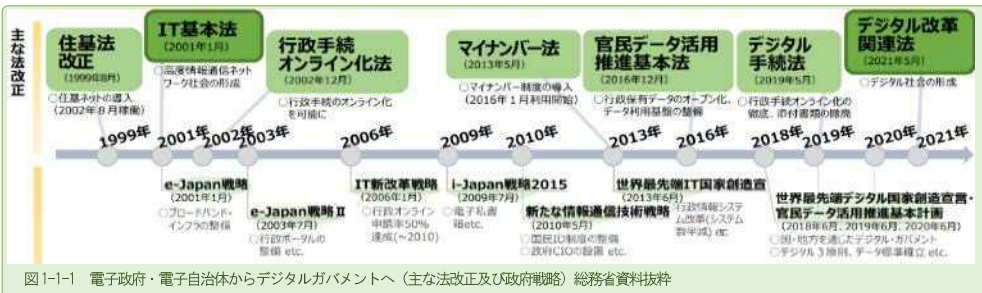 主な法改正
住基法
改正
(1999年8月)
○住基ネットの導入
(2002年8月稼働)
IT基本法
(2001年1月)
○高度情報通信ネット
ワーク社会の形成
行政手続
オンライン化法
(2002年12月)
○行政手続のオンライン化
を可能に
マイナンバー法
(2013年5月)
○マイナンバー制度の導入
(2016年1月利用開始)
官民データ活用
推進基本法
(2016年12月)
○行政保有データのオープン化、
データ利用基盤の整備
デジタル
手続法
(2019年5月)
○行政手続オンライン化の
徹底、添付書類の撤廃
デジタル改革
関連法
(2021年5月)
○デジタル社会の形成
1999年
2001年
2002年
2003年
2006年
2009年
2010年
2013年
2016年
2018年
2019年
2020年
2021年
e-Japan戦略
(2001年1月)
○ブロードバンド・
インフラの整備
e-Japan戦略Ⅱ
(2003年7月)
○行政ポータルの
整備 etc.
IT新改革戦略
(2006年1月)
○行政オンライン
申請率50%
達成(~2010)
i-Japan戦略2015
(2009年7月)
○電子私書
箱etc.
新たな情報通信技術戦略
(2010年5月)
○国民ID制度の整備
○政府CIOの設置 etc.
世界最先端IT国家創造宣
(2013年6月)
行政情報システ
ム改革(システム
数半減) etc
世界最先端デジタル国家創造宣言・
官民データ活用推進基本計画
(2018年6月、2019年6月、2020年6月)
○国・地方を通じたデジタル・ガバメント
○デジタル3原則、データ標準確立 etc.
図1-1-1 電子政府・電子自治体からデジタルガバメントへ（主な法改正及び政府戦略）総務省資料抜粋